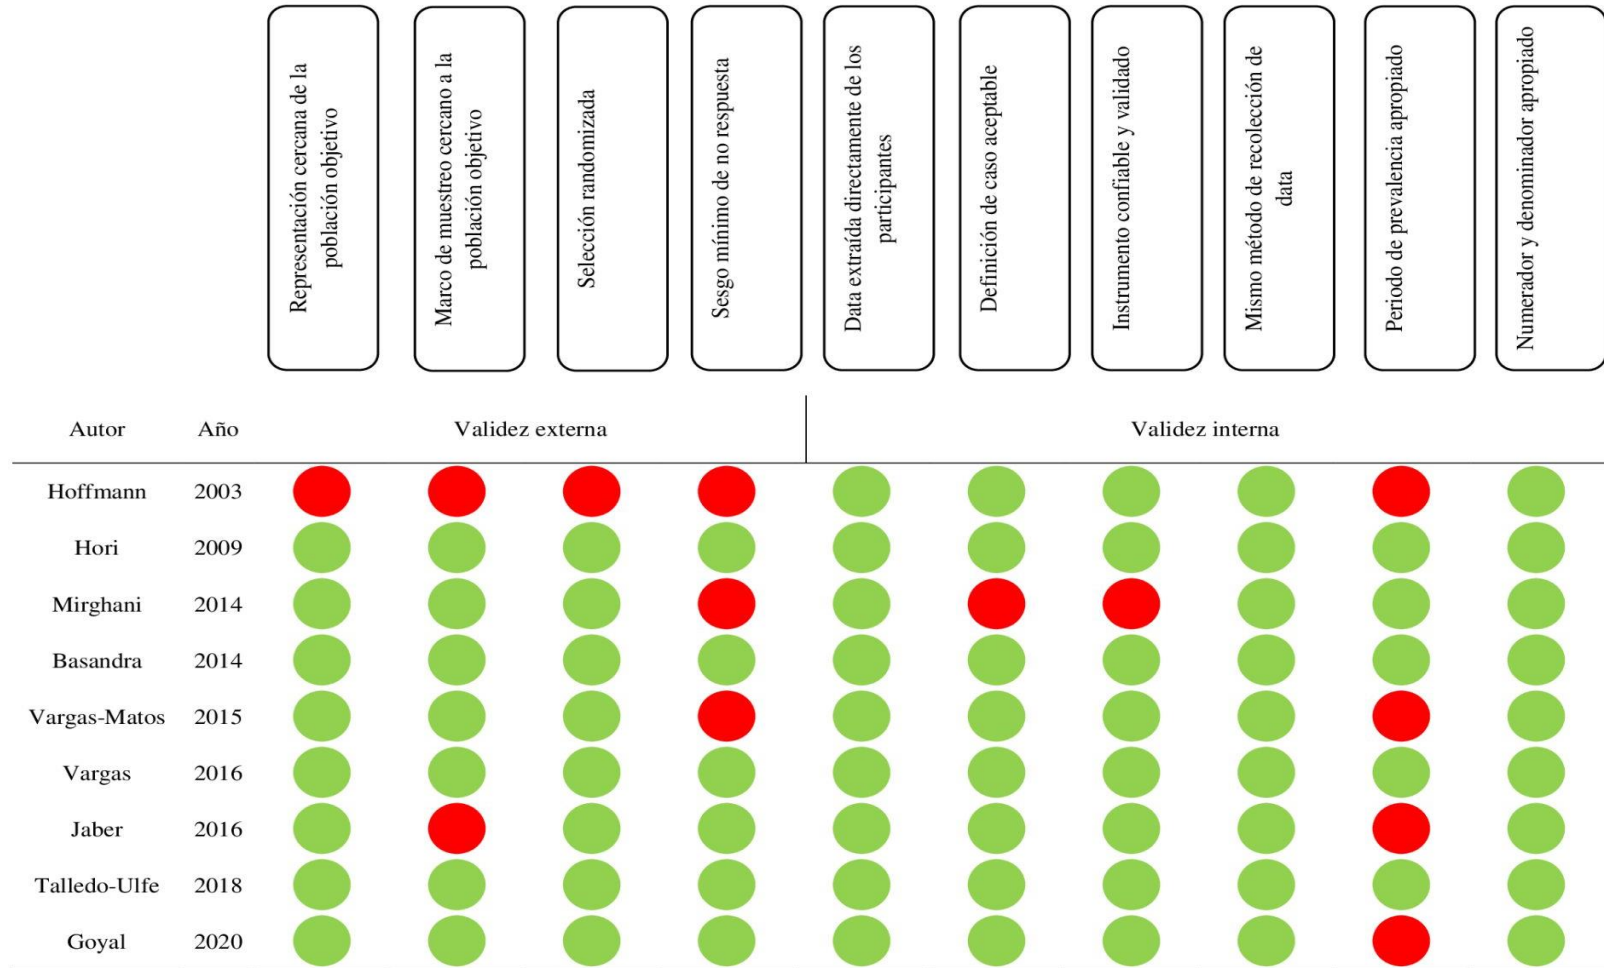 Representación cercana de la
población objetivo
Marco de muestreo cercano a la
población objetivo
Selección randomizada
Sesgo mínimo de no respuesta
Data extraída directamente de los
participantes
Definición de caso aceptable
Instrumento confiable y validado
Mismo método de recolección de
data
Periodo de prevalencia apropiado
Numerador y denominador apropiado
Autor Año Validez externa Validez interna
Hoffmann 2003
Hori 2009
Mirghani 2014
Basandra 2014
Vargas-Matos 2015
Vargas 2016
Jaber 2016
Talledo-Ulfe 2018
Goyal 2020